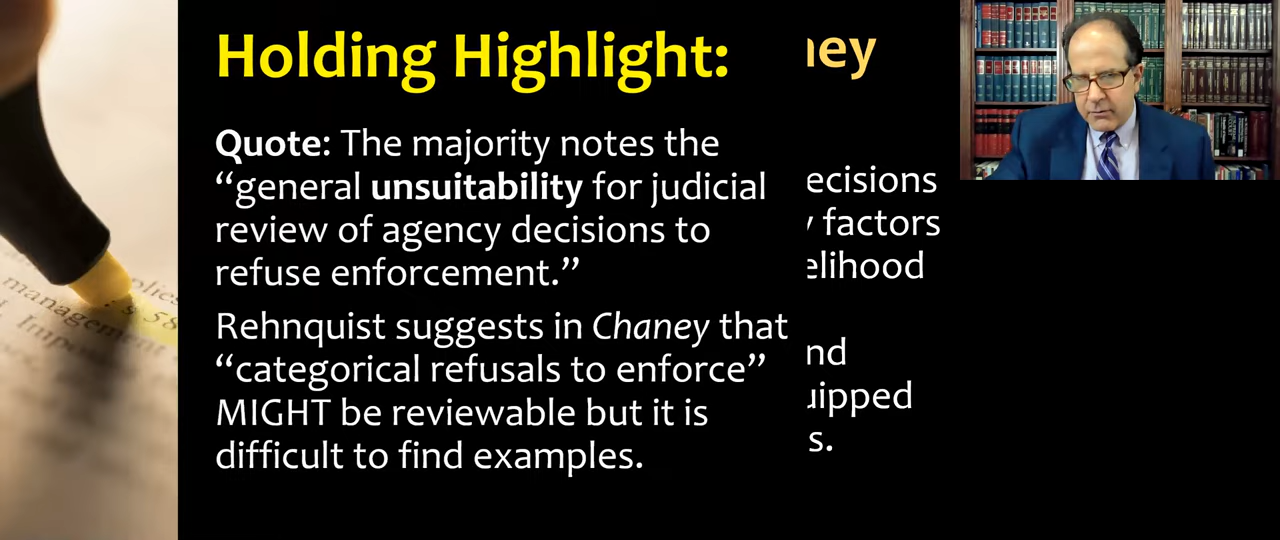 Holding Highlight:
Quote: The majority notes the
“general unsuitability for judicial
review of agency decisions to
refuse enforcement.”
Rehnquist suggests in Chaney that
“categorical refusals to enforce”
MIGHT be reviewable but it is
difficult to find examples.
ney
ecisions
factors
elihood
nd
uipped
s.
management